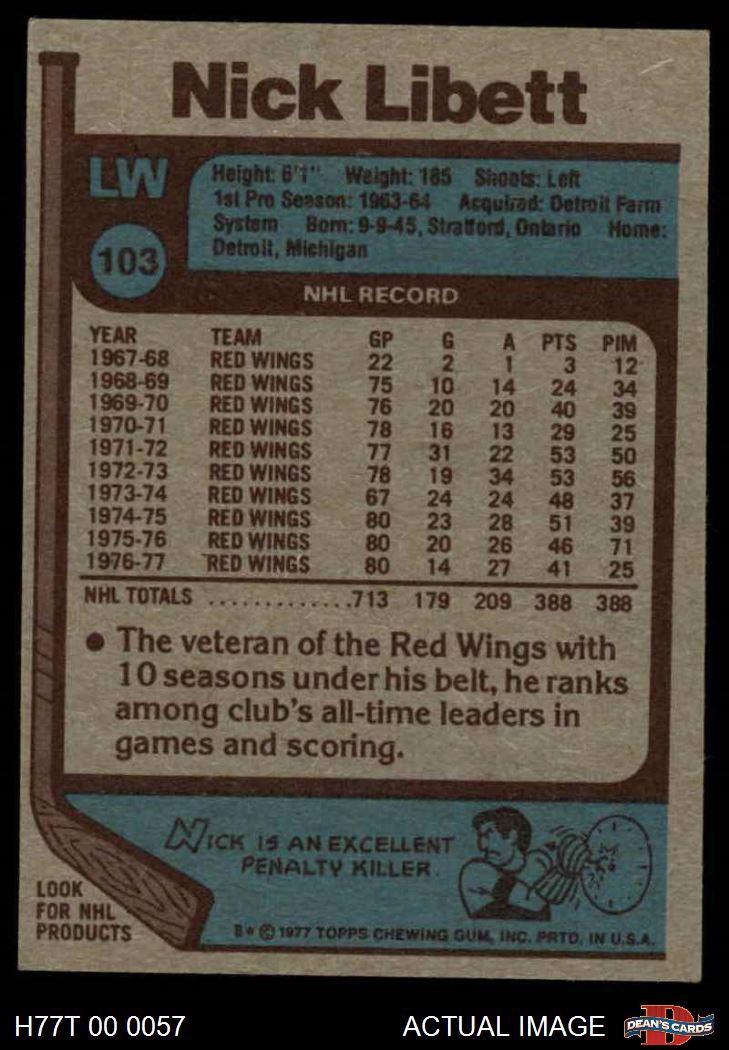 Nick Libett
LW
103
Height: 6'1" Weight: 185 Shoots: Left
1st Pro Season: 1963-64 Acquired: Detroit Farm
System Born: 9-9-45, Stratford, Ontario Home:
Detroit, Michigan
NHL RECORD
YEAR TEAM GP G A PTS PIM
1967-68 RED WINGS 22 2 1 3 12
1968-69 RED WINGS 75 10 14 24 34
1969-70 RED WINGS 76 20 20 40 39
1970-71 RED WINGS 78 16 13 29 25
1971-72 RED WINGS 77 31 22 53 50
1972-73 RED WINGS 78 19 34 53 56
1973-74 RED WINGS 67 24 24 48 37
1974-75 RED WINGS 80 23 28 51 39
1975-76 RED WINGS 80 20 26 46 71
1976-77 RED WINGS 80 14 27 41 25
NHL TOTALS .............713 179 209 388 388
• The veteran of the Red Wings with
10 seasons under his belt, he ranks
among club's all-time leaders in
games and scoring.
NICK IS AN EXCELLENT
PENALTY KILLER.
LOOK
FOR NHL
PRODUCTS
B* © 1977 TOPPS CHEWING GUM, INC. PRTD. IN U.S.A.
H77T 00 0057 ACTUAL IMAGE
D
DEAN'S CARDS